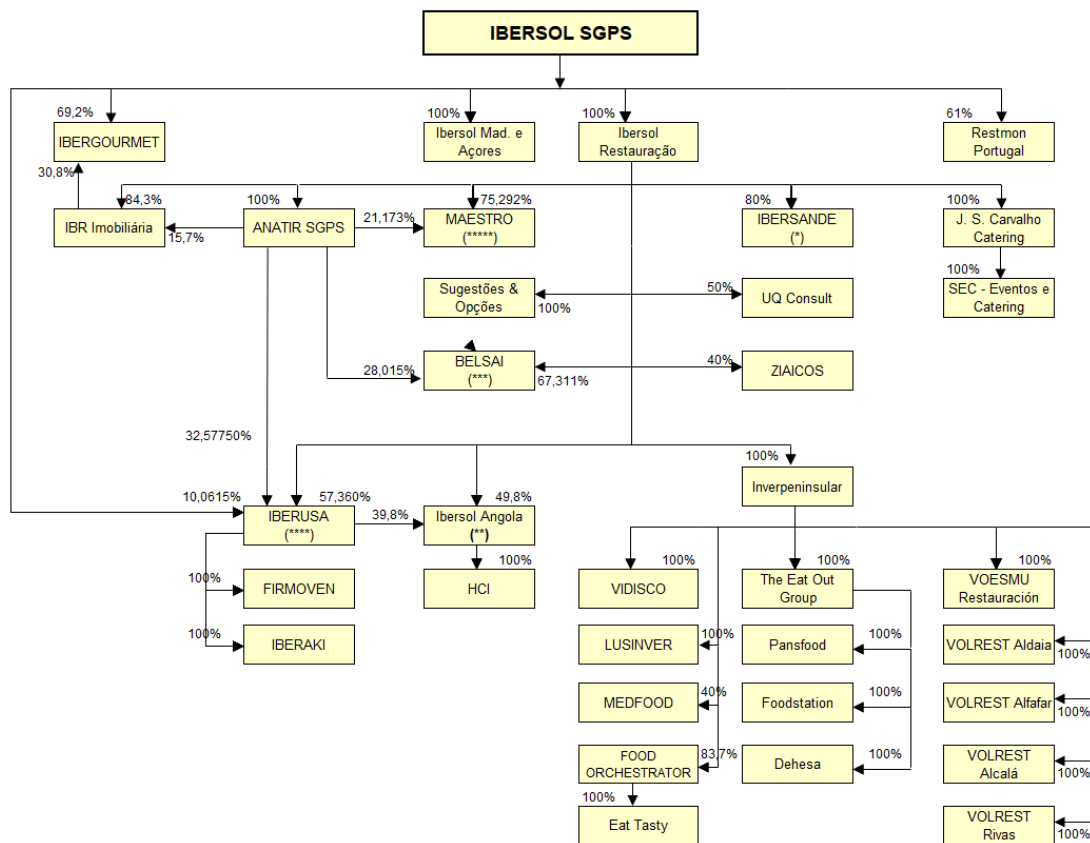 IBERSOL SGPS
69,2%
100%
100%
61%
IBERGOURMET
Ibersol Mad. e
Açores
Ibersol
Restauração
Restmon
Portugal
30,8%
84,3%
100%
75,292%
80%
100%
IBR Imobiliária
15,7%
ANATIR SGPS
21,173%
MAESTRO
(*****)
IBERSANDE
(*)
J. S. Carvalho
Catering
100%
Sugestões &
Opções
100%
50%
UQ Consult
SEC - Eventos e
Catering
28,015%
BELSAI
(***)
67,311%
40%
ZIAICOS
32,57750%
100%
Inverpeninsular
10,0615%
57,360%
49,8%
IBERUSA
(****)
39,8%
Ibersol Angola
(**)
100%
100%
100%
100%
100%
FIRMOVEN
HCI
VIDISCO
The Eat Out
Group
VOESMU
Restauración
100%
IBERAKI
LUSINVER
100%
Pansfood
100%
VOLREST Aldaia
100%
MEDFOOD
40%
Foodstation
100%
VOLREST Alfafar
100%
FOOD
ORCHESTRATOR
83,7%
Dehesa
100%
VOLREST
Alcalá
100%
100%
Eat Tasty
VOLREST
Rivas
100%